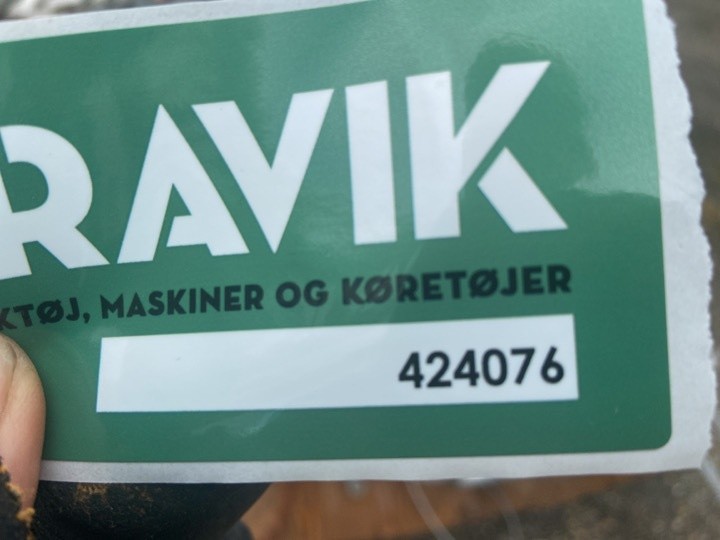 RAVIK
KTØJ, MASKINER OG KØRETØJER
424076